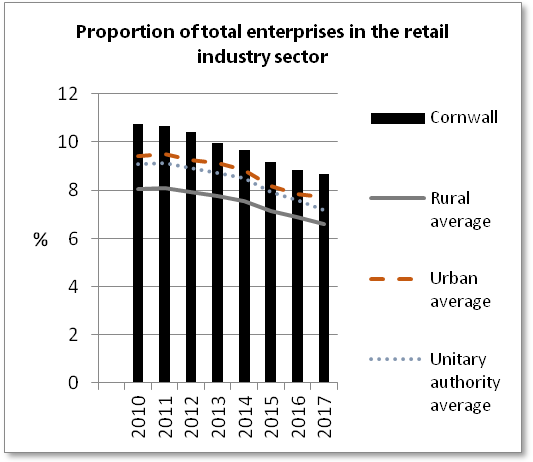 Proportion of total enterprises in the retail
industry sector
12
10
8
6
4
2
0
%
2010
2011
2012
2013
2014
2015
2016
2017
Cornwall
Rural
average
Urban
average
Unitary
authority
average